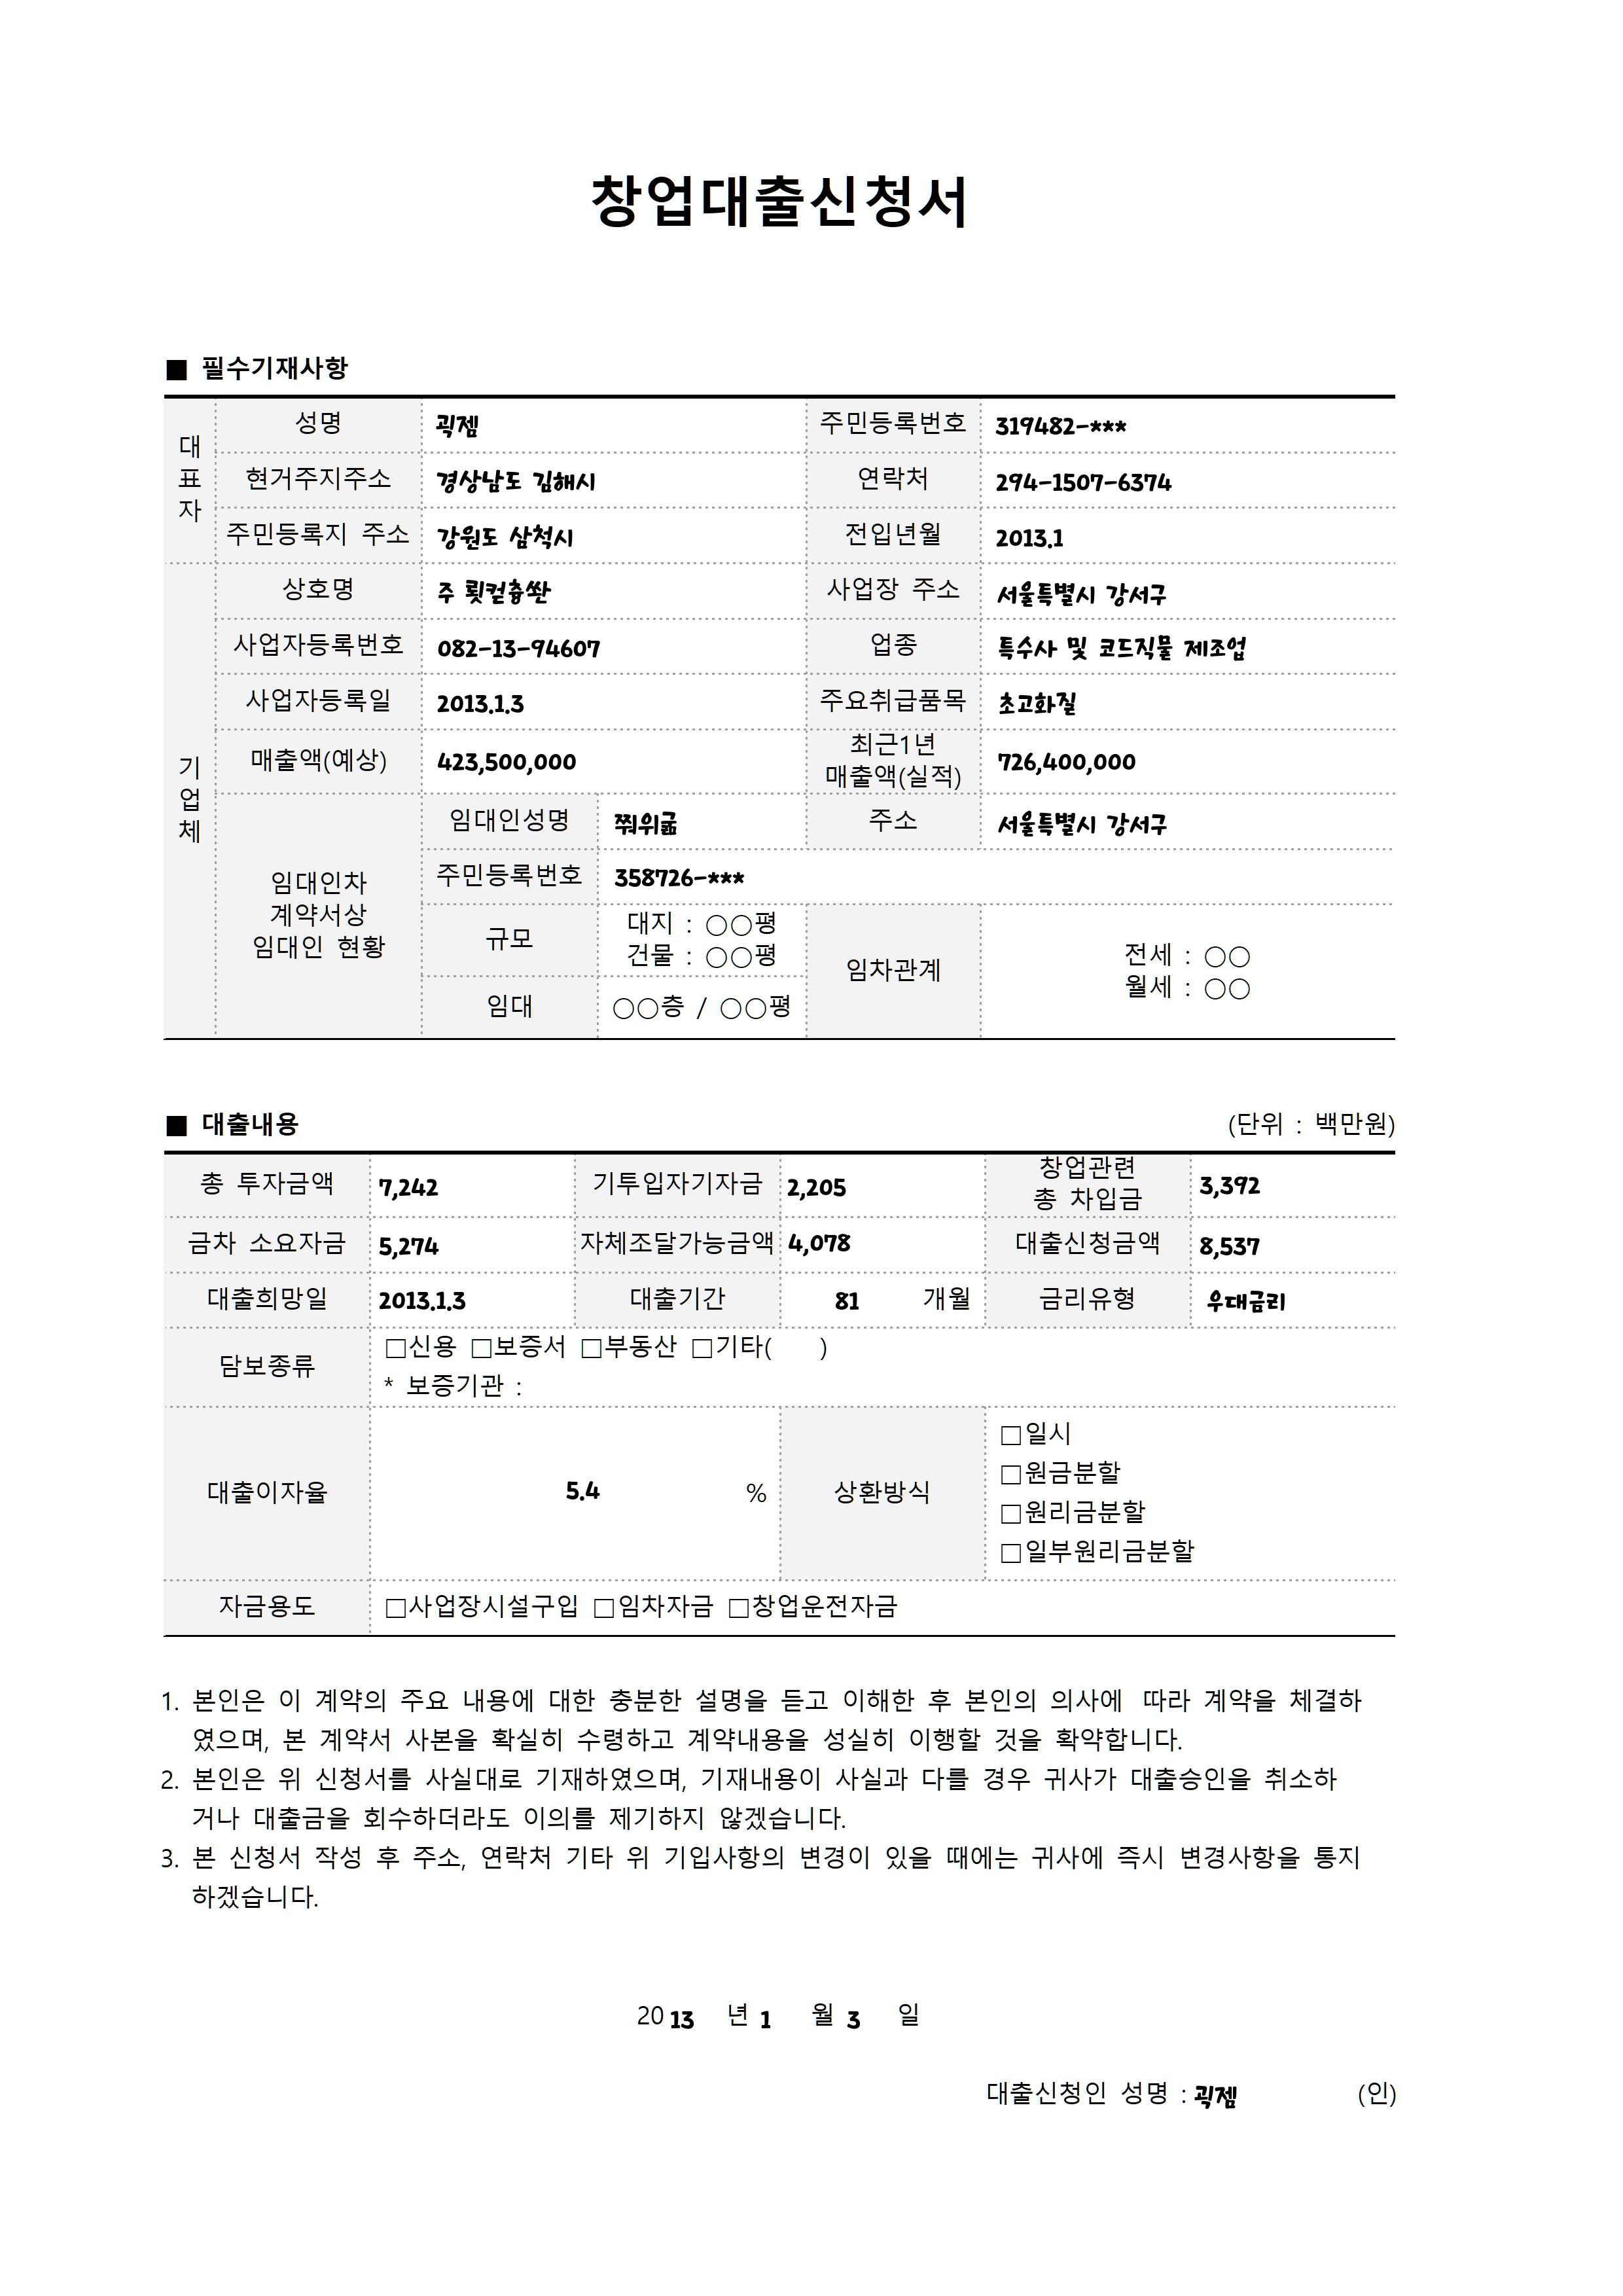 창업대출신청서
■ 필수기재사항
대표자
성명 괵젬 주민등록번호 319482-***
현거주지주소 경상남도 김해시 연락처 294-1507-6374
주민등록지 주소 강원도 삼척시 전입년월 2013.1
기업체
상호명 주 사업장 주소 서울특별시 강서구
사업자등록번호 082-13-94607 업종 특수사 및 코드직물 제조업
사업자등록일 2013.1.3 주요취급품목 초고화질
매출액(예상) 423,500,000 최근1년
매출액(실적) 726,400,000
임대인차
계약서상
임대인 현황
임대인성명 주소 서울특별시 강서구
주민등록번호 358726-***
규모 대지 : ○○평
건물 : ○○평
임대 ○○층 / ○○평
임차관계 전세 : ○○
월세 : ○○
■ 대출내용 (단위 : 백만원)
총 투자금액 7,242 기투입자기자금 2,205 창업관련
총 차입금 3,392
금차 소요자금 5,274 자체조달가능금액 4,078 대출신청금액 8,537
대출희망일 2013.1.3 대출기간 81 개월 금리유형 우대금리
담보종류 □신용 □보증서 □부동산 □기타( )
* 보증기관 :
대출이자율 5.4 % 상환방식
□일시
□원금분할
□원리금분할
□일부원리금분할
자금용도 □사업장시설구입 □임차자금 □창업운전자금
1. 본인은 이 계약의 주요 내용에 대한 충분한 설명을 듣고 이해한 후 본인의 의사에 따라 계약을 체결하
였으며, 본 계약서 사본을 확실히 수령하고 계약내용을 성실히 이행할 것을 확약합니다.
2. 본인은 위 신청서를 사실대로 기재하였으며, 기재내용이 사실과 다를 경우 귀사가 대출승인을 취소하
거나 대출금을 회수하더라도 이의를 제기하지 않겠습니다.
3. 본 신청서 작성 후 주소, 연락처 기타 위 기입사항의 변경이 있을 때에는 귀사에 즉시 변경사항을 통지
하겠습니다.
2013 년 1 월 3 일
대출신청인 성명 : 괵젬 (인)